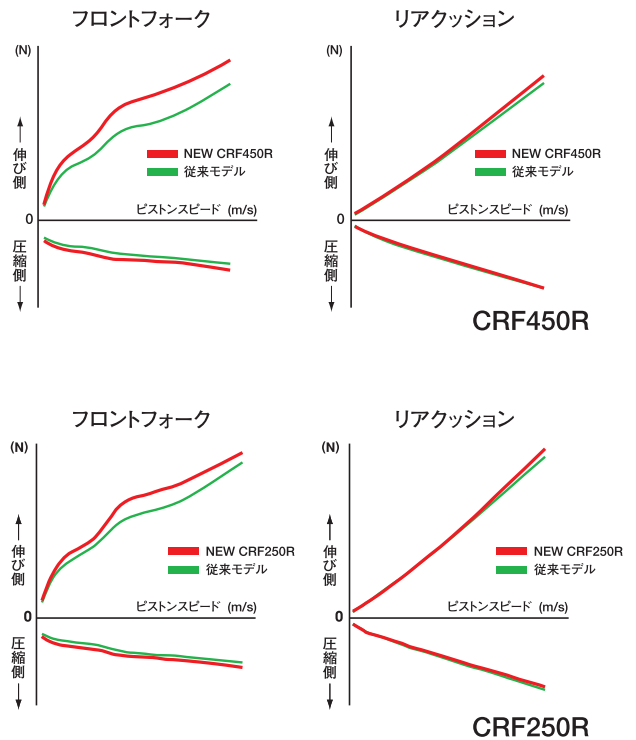 フロントフォーク
リアクッション
(N)
(N)
伸び側
伸び側
NEW CRF450R
従来モデル
NEW CRF450R
従来モデル
0
ピストンスピード (m/s)
0
ピストンスピード (m/s)
圧縮側
圧縮側
CRF450R
フロントフォーク
リアクッション
(N)
(N)
伸び側
伸び側
NEW CRF250R
従来モデル
NEW CRF250R
従来モデル
0
ピストンスピード (m/s)
0
ピストンスピード (m/s)
圧縮側
圧縮側
CRF250R